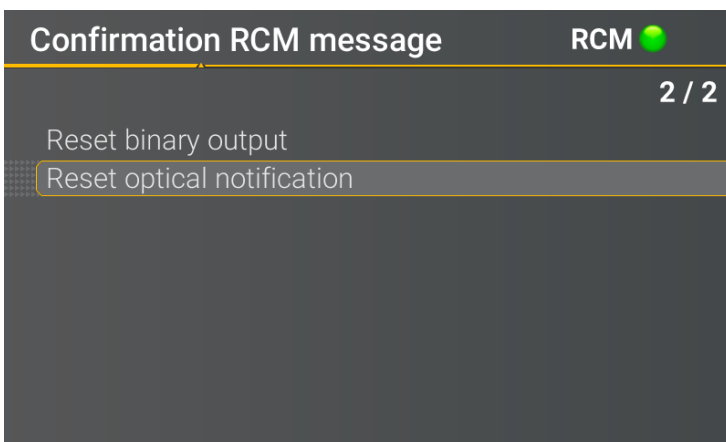 Confirmation RCM message RCM
2 / 2
Reset binary output
Reset optical notification